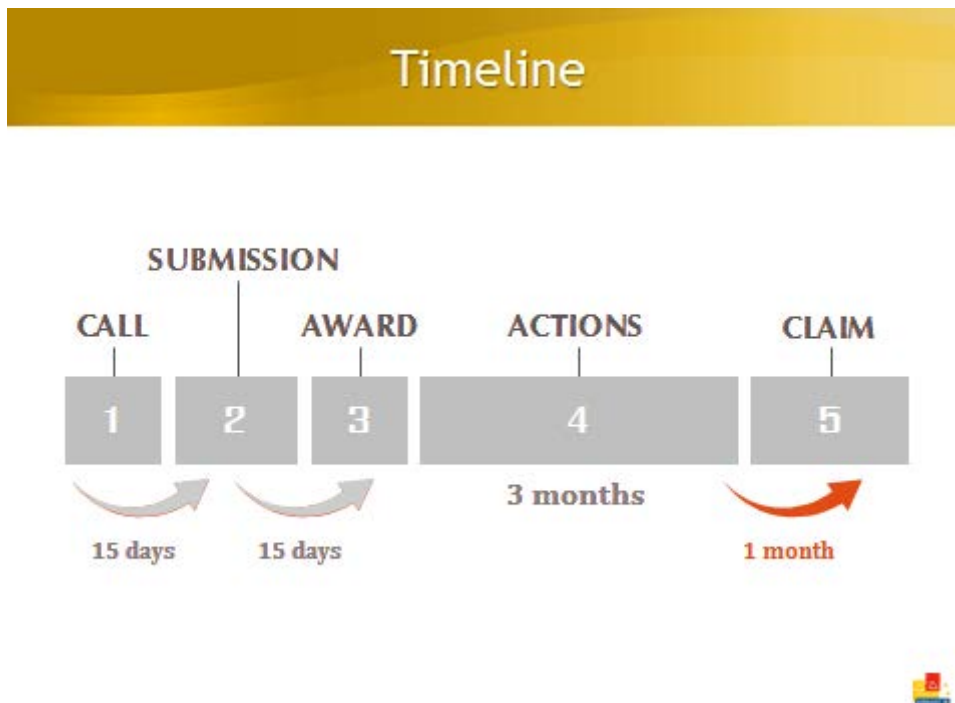 Timeline
SUBMISSION
CALL
AWARD
ACTIONS
CLAIM
1
2
3
4
5
3 months
15 days
15 days
1 month